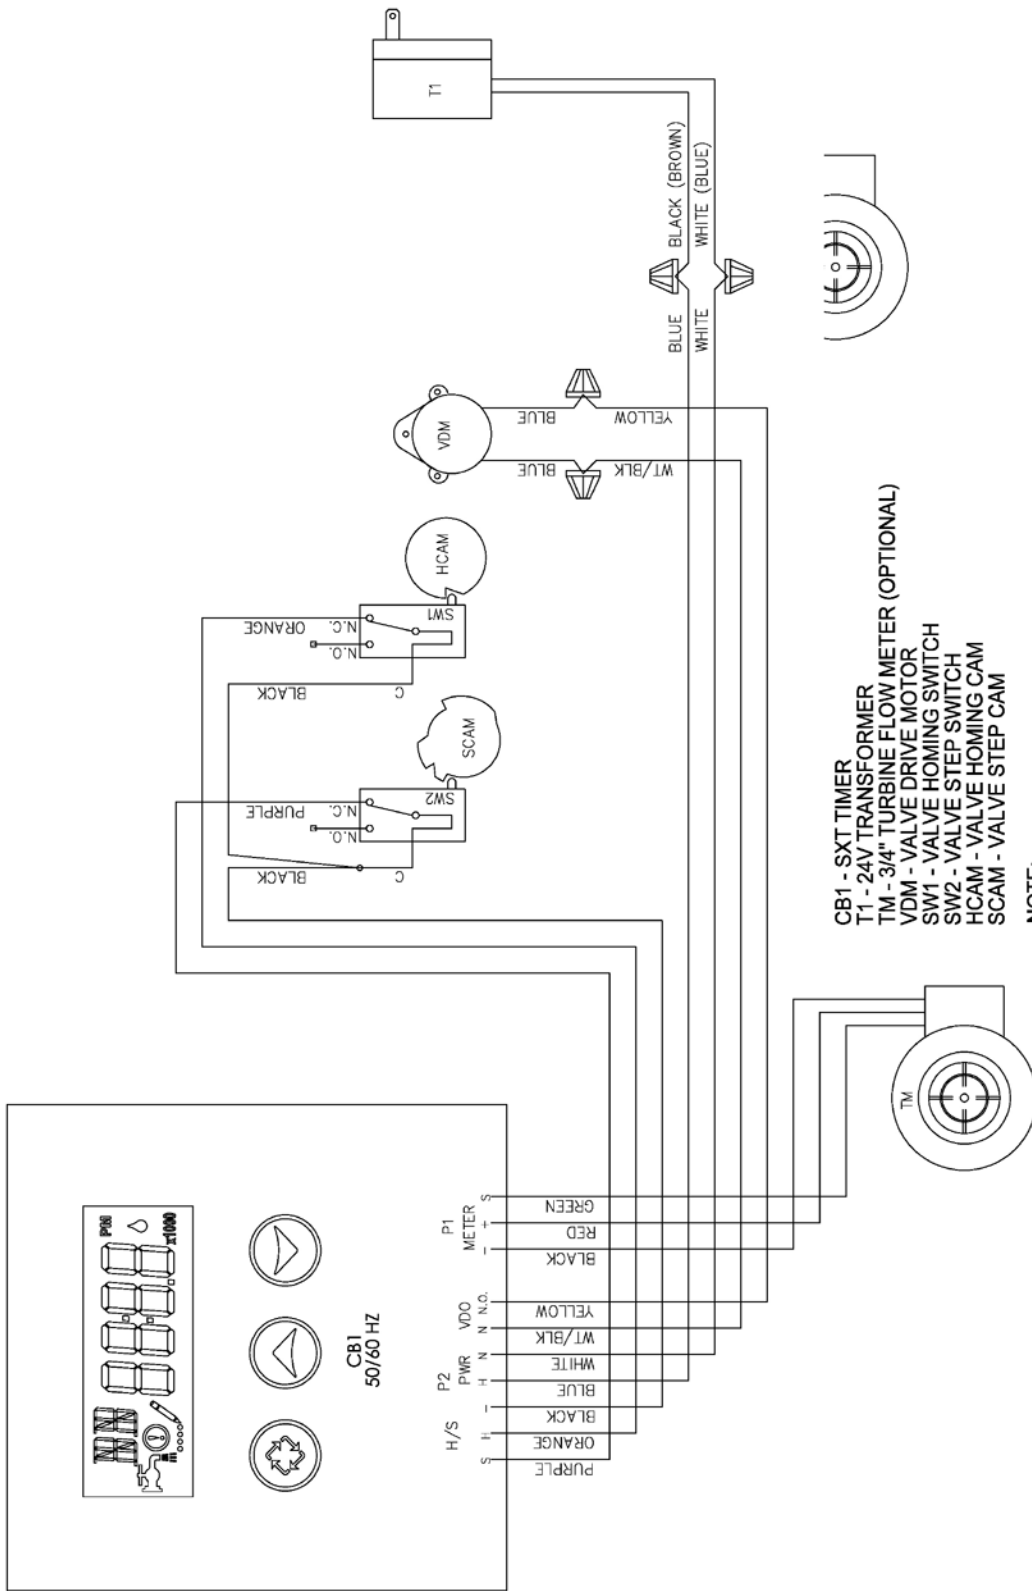 PM
x1000
CB1
50/60 HZ
H/S
P2
PWR
VDO
P1
METER
S
H
-
H
N
N
N.O.
-
+
S
PURPLE
ORANGE
BLACK
BLUE
WHITE
WT/BLK
YELLOW
BLACK
RED
GREEN
BLACK
PURPLE
C
N.O.
N.C.
SW2
SCAM
BLACK
ORANGE
C
N.O.
N.C.
SW1
HCAM
VDM
BLUE
BLUE
WT/BLK
YELLOW
T1
BLUE
BLACK (BROWN)
WHITE
WHITE (BLUE)
TM
CB1 - SXT TIMER
T1 - 24V TRANSFORMER
TM - 3/4" TURBINE FLOW METER (OPTIONAL)
VDM - VALVE DRIVE MOTOR
SW1 - VALVE HOMING SWITCH
SW2 - VALVE STEP SWITCH
HCAM - VALVE HOMING CAM
SCAM - VALVE STEP CAM
NOTE: